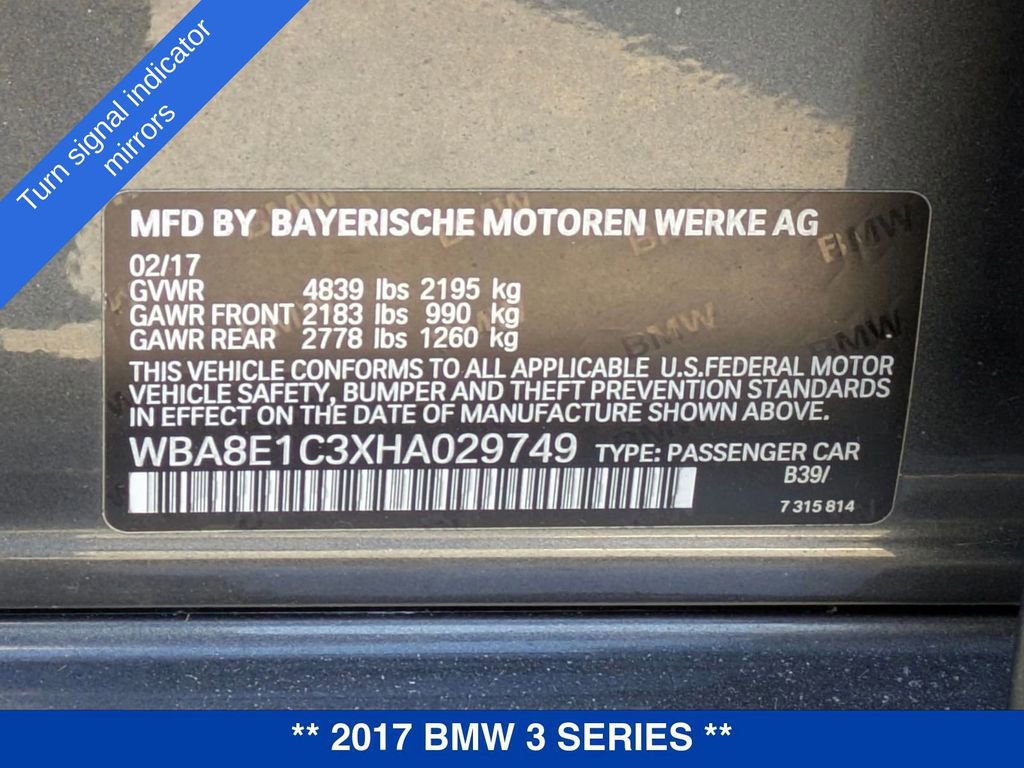 Turn signal indicator
mirrors
MFD BY BAYERISCHE MOTOREN WERKE AG
02/17
GVWR 4839 lbs 2195 kg
GAWR FRONT 2183 lbs 990 kg
GAWR REAR 2778 lbs 1260 kg
THIS VEHICLE CONFORMS TO ALL APPLICABLE U.S.FEDERAL MOTOR
VEHICLE SAFETY, BUMPER AND THEFT PREVENTION STANDARDS
IN EFFECT ON THE DATE OF MANUFACTURE SHOWN ABOVE.
WBA8E1C3XHA029749 TYPE: PASSENGER CAR
B39/
7 315 814
** 2017 BMW 3 SERIES **